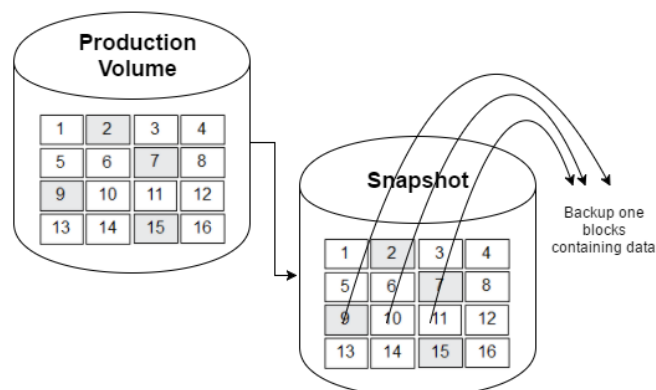 Production
Volume
1 2 3 4
5 6 7 8
9 10 11 12
13 14 15 16
Snapshot
1 2 3 4
5 6 7 8
9 10 11 12
13 14 15 16
Backup one
blocks
containing data